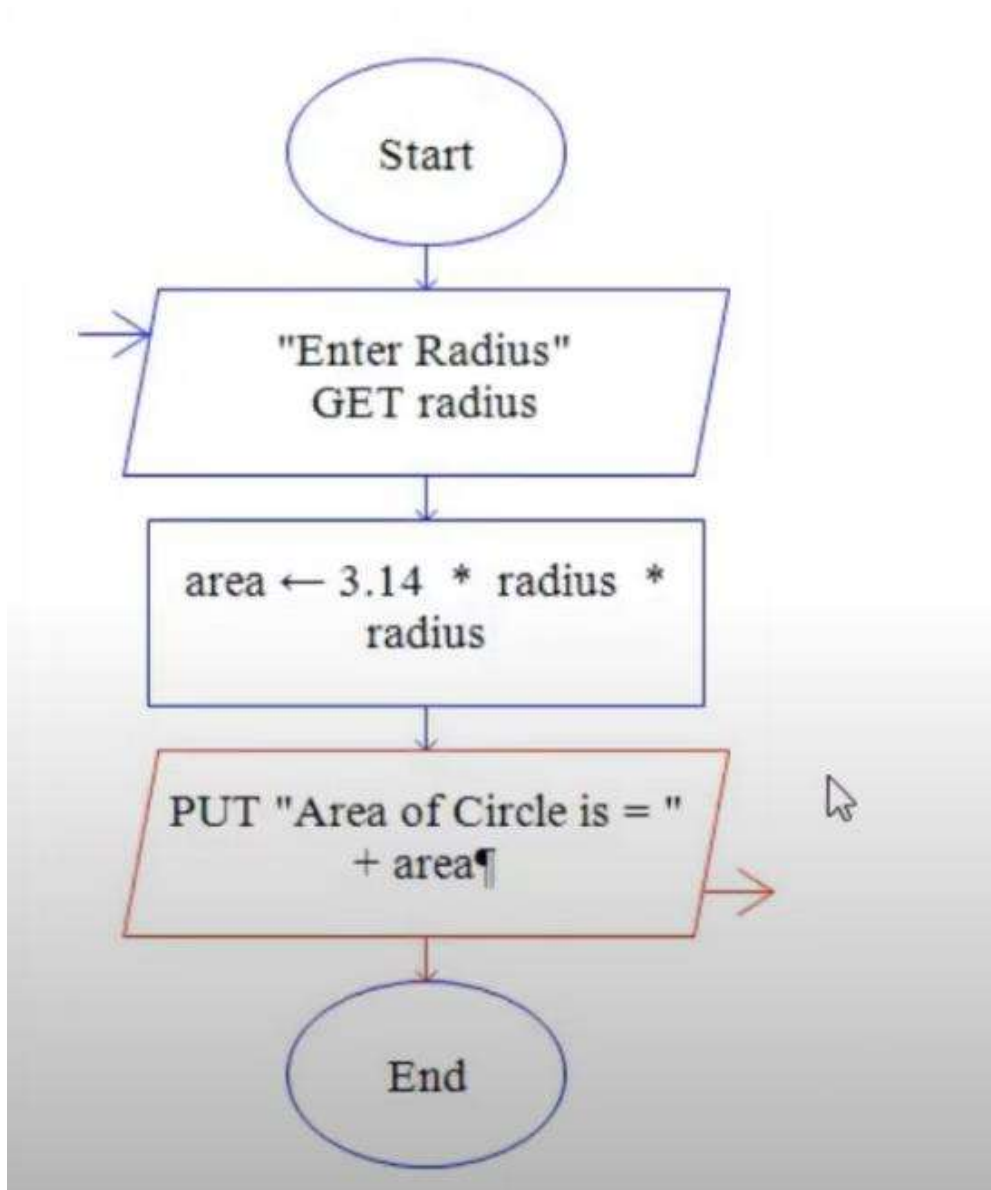 Start
"Enter Radius"
GET radius
area ← 3.14 * radius *
radius
PUT "Area of Circle is = "
+ area¶
End